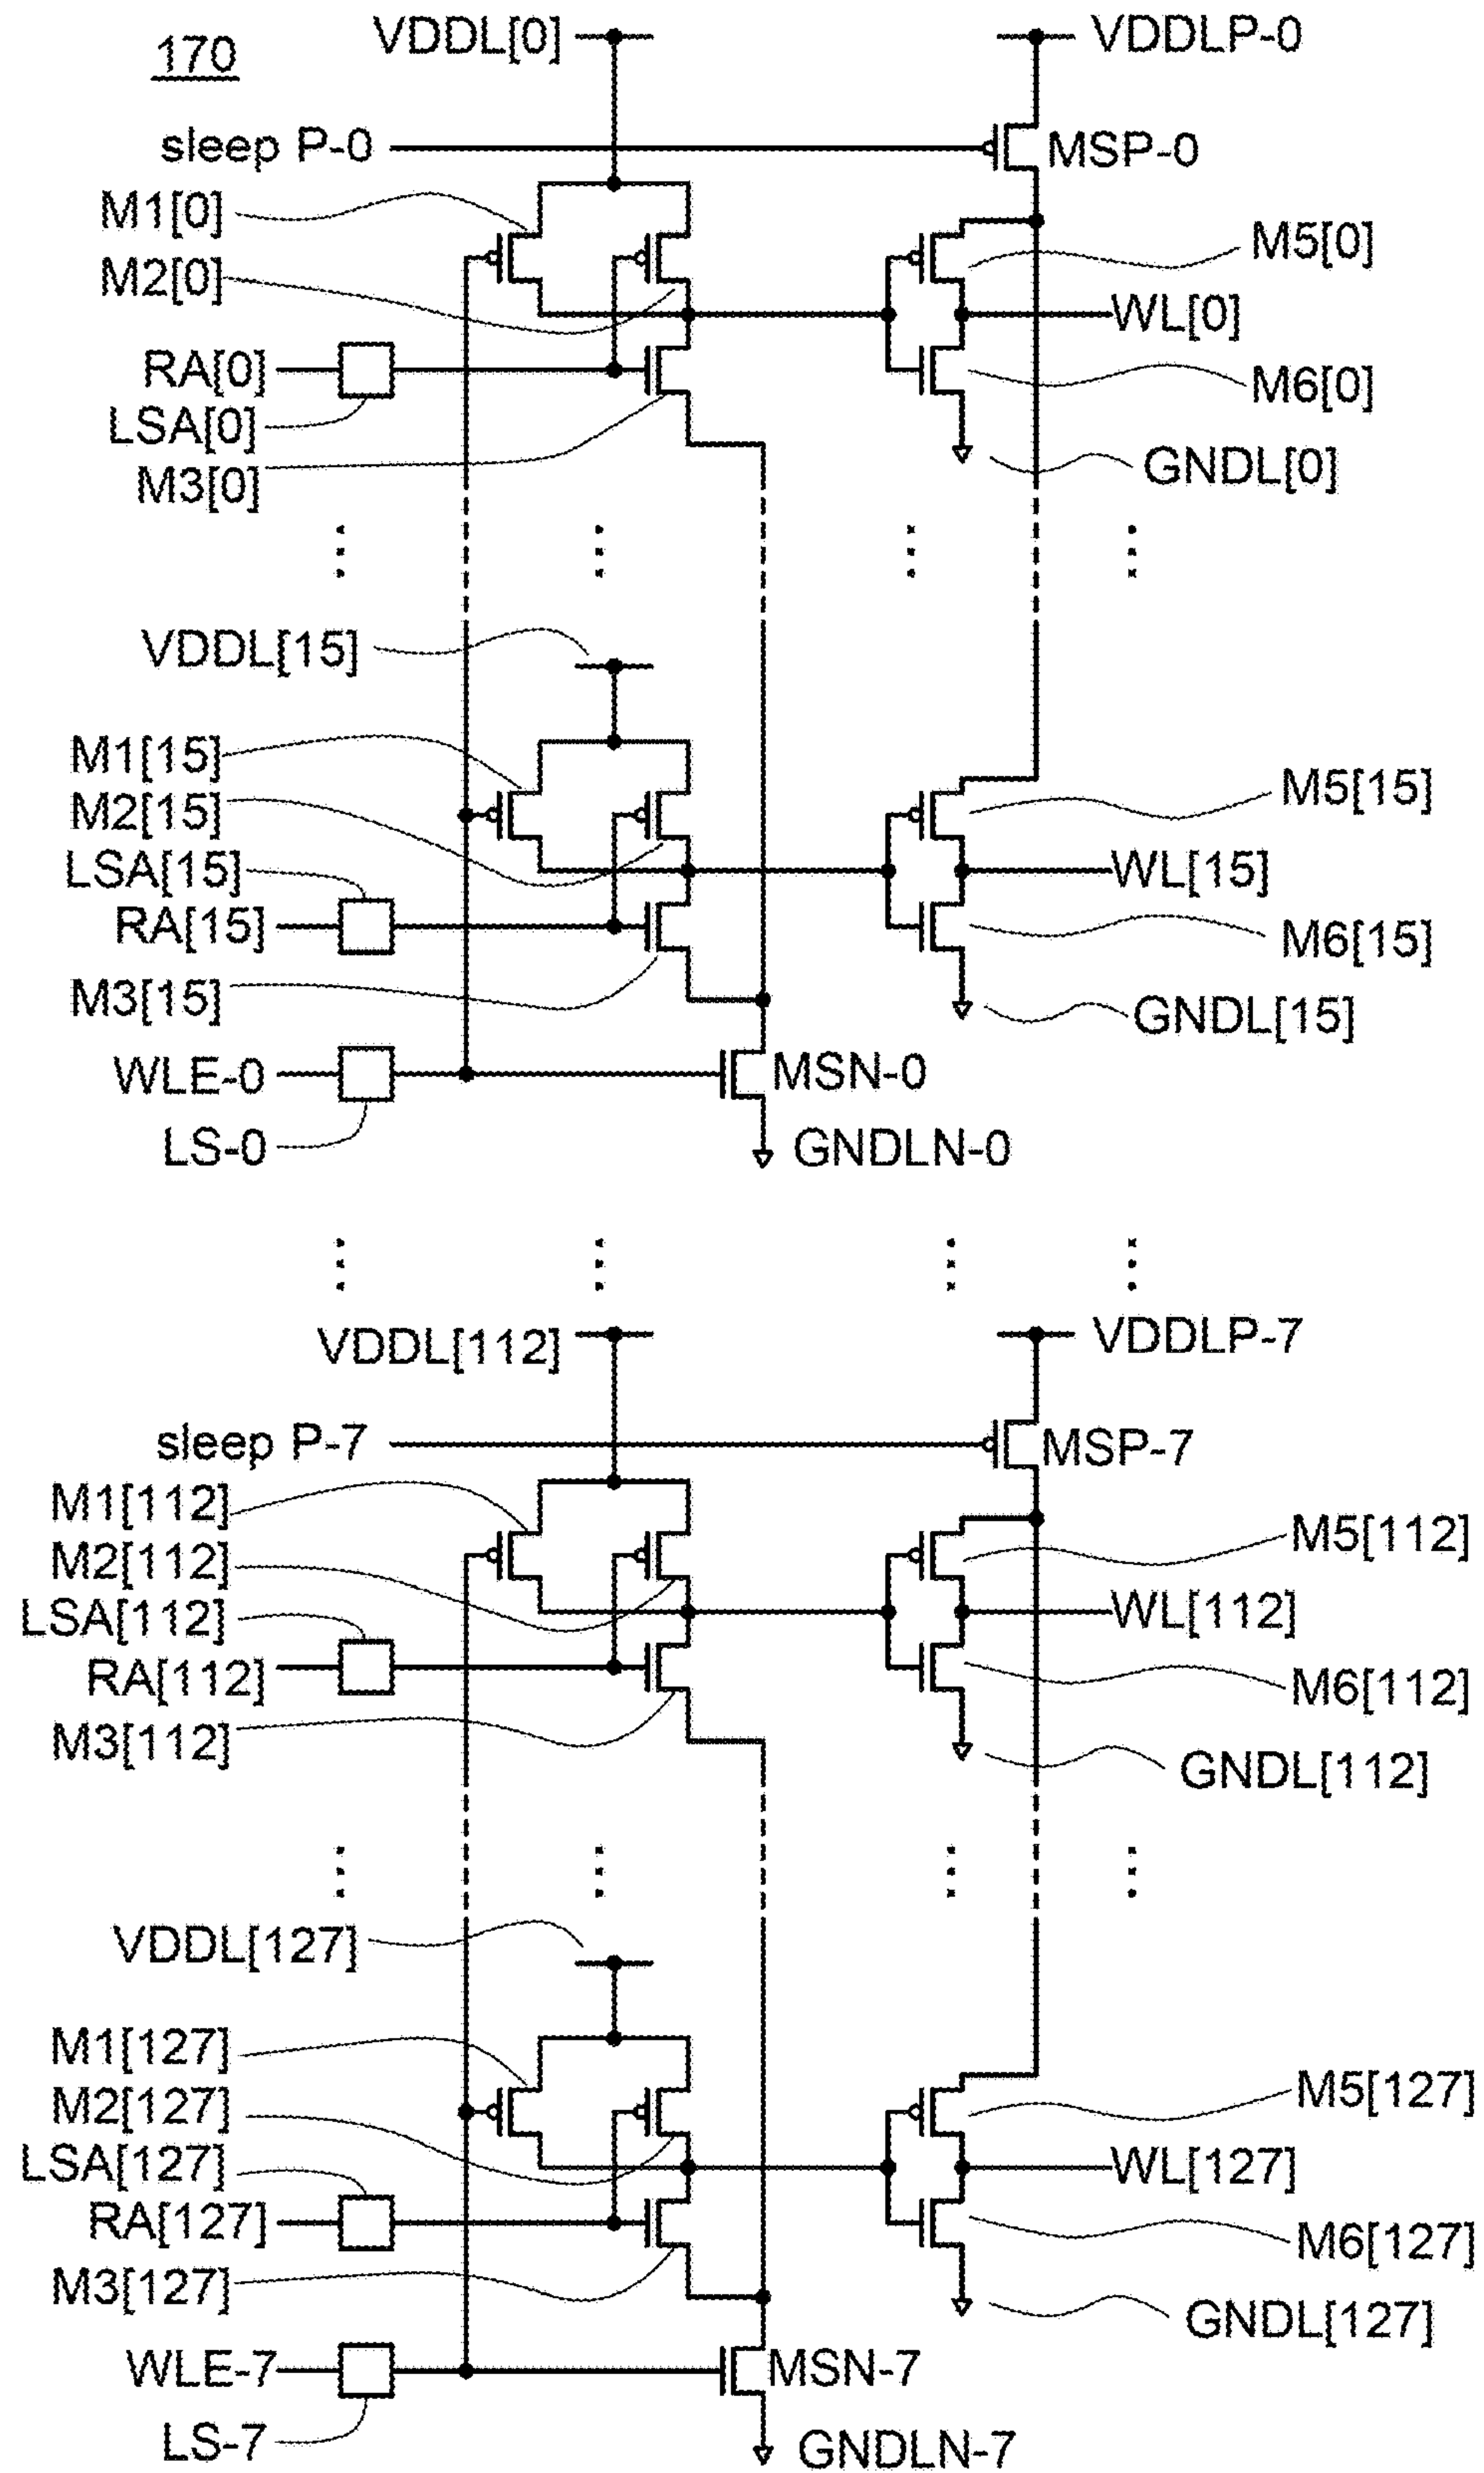 170
VDDL[0]
VDDLP-0
sleep P-0
MSP-0
M1[0]
M5[0]
M2[0]
WL[0]
RA[0]
M6[0]
LSA[0]
GNDL[0]
M3[0]
VDDL[15]
M1[15]
M5[15]
M2[15]
LSA[15]
WL[15]
RA[15]
M6[15]
M3[15]
GNDL[15]
WLE-0
MSN-0
LS-0
GNDLN-0
VDDL[112]
VDDLP-7
sleep P-7
MSP-7
M1[112]
M5[112]
M2[112]
LSA[112]
WL[112]
RA[112]
M6[112]
M3[112]
GNDL[112]
VDDL[127]
M1[127]
M5[127]
M2[127]
LSA[127]
WL[127]
RA[127]
M6[127]
M3[127]
GNDL[127]
WLE-7
MSN-7
LS-7
GNDLN-7